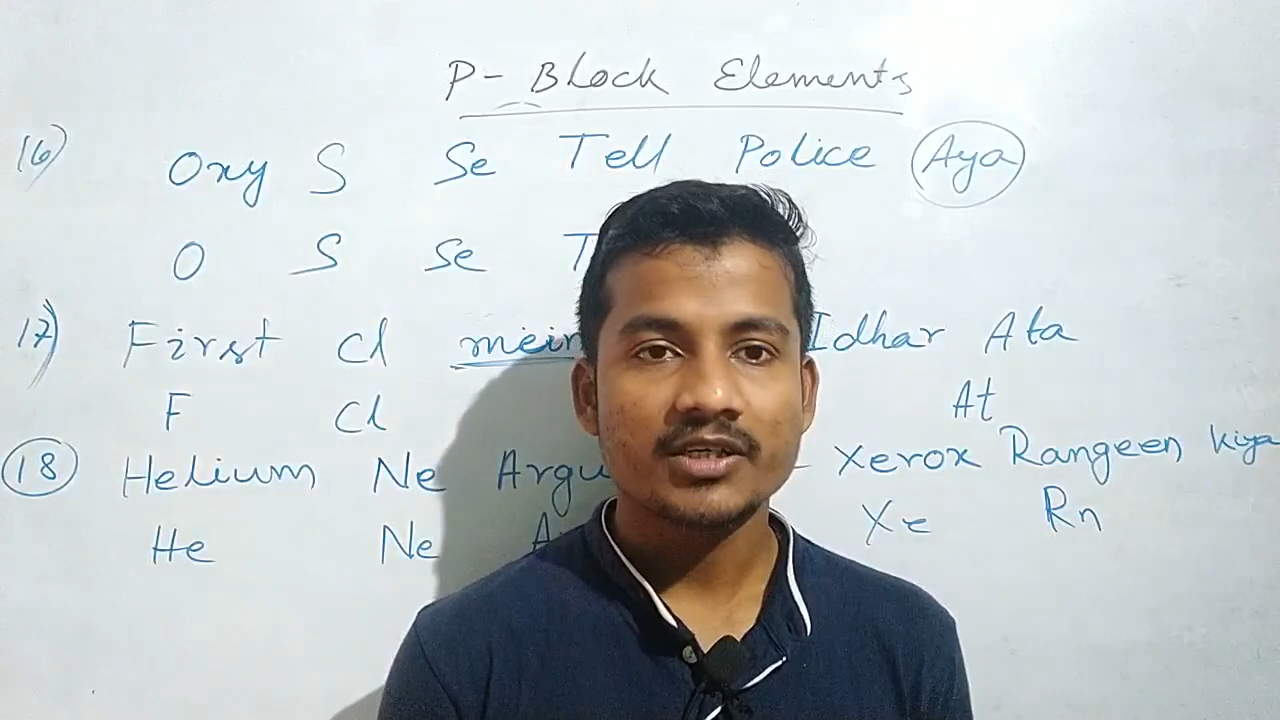 P-Block Elements
16) Oxy S Se Tell Police Aya
O S Se T
17) First Cl mein Idhar Ata
F Cl At
18 Helium Ne Argu Xerox Rangeen kiya
He Ne A Xe Rn